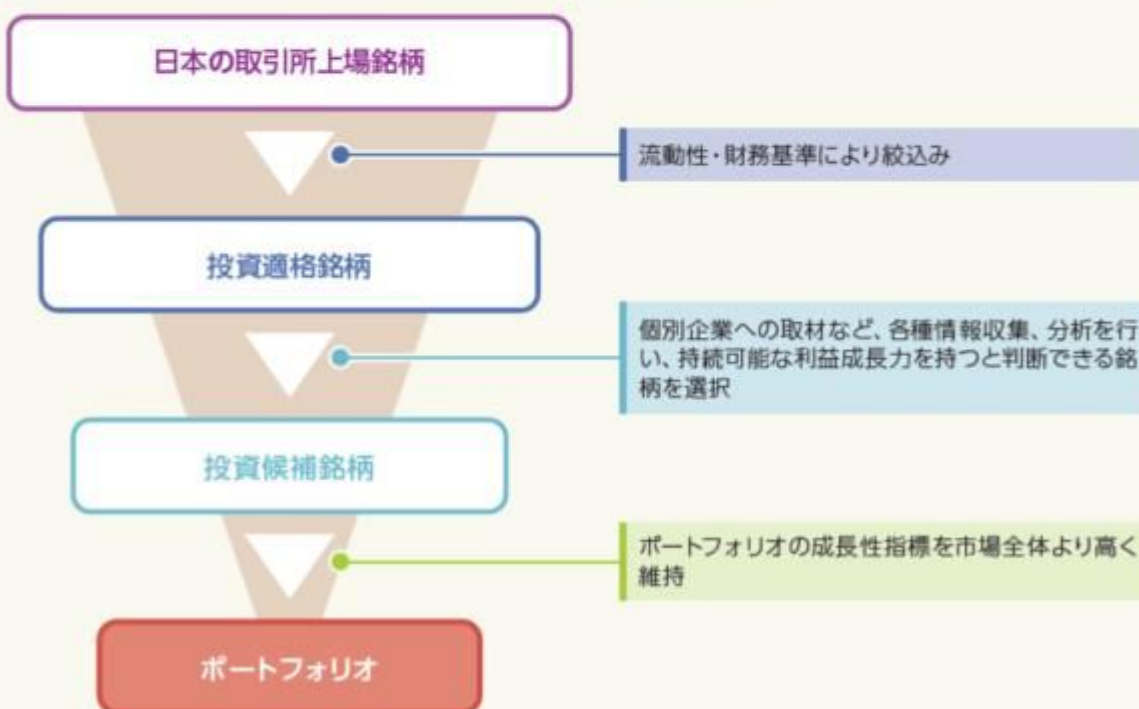 日本の取引所上場銘柄
流動性・財務基準により絞込み
投資適格銘柄
個別企業への取材など、各種情報収集、分析を行
い、持続可能な利益成長力を持つと判断できる銘
柄を選択
投資候補銘柄
ポートフォリオの成長性指標を市場全体より高く
維持
ポートフォリオ